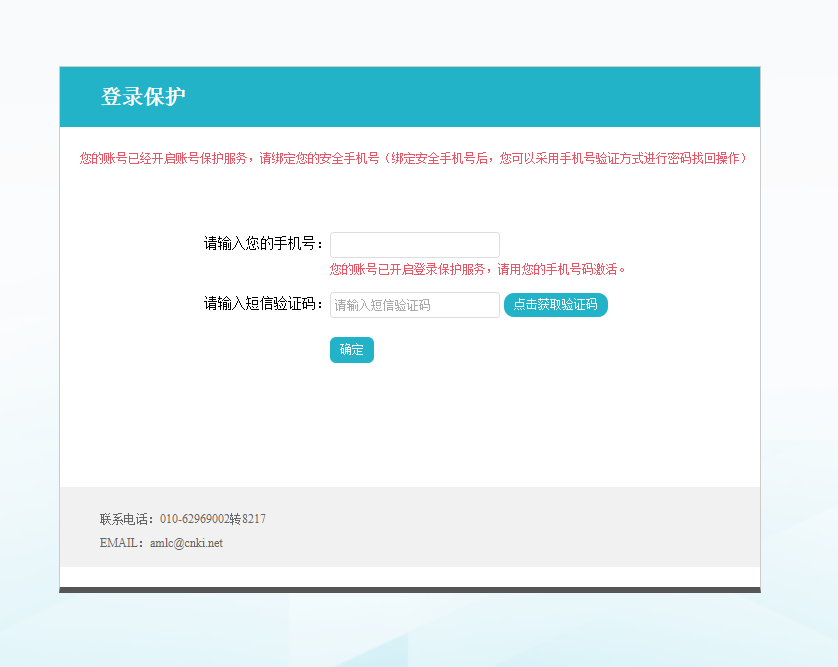 登录保护
您的账号已经开启账号保护服务，请绑定您的安全手机号（绑定安全手机号后，您可以采用手机号验证方式进行密码找回操作）
请输入您的手机号：
您的账号已开启登录保护服务，请用您的手机号码激活。
请输入短信验证码： 请输入短信验证码 点击获取验证码
确定
联系电话：010-62969002转8217
EMAIL：amlc@cnki.net